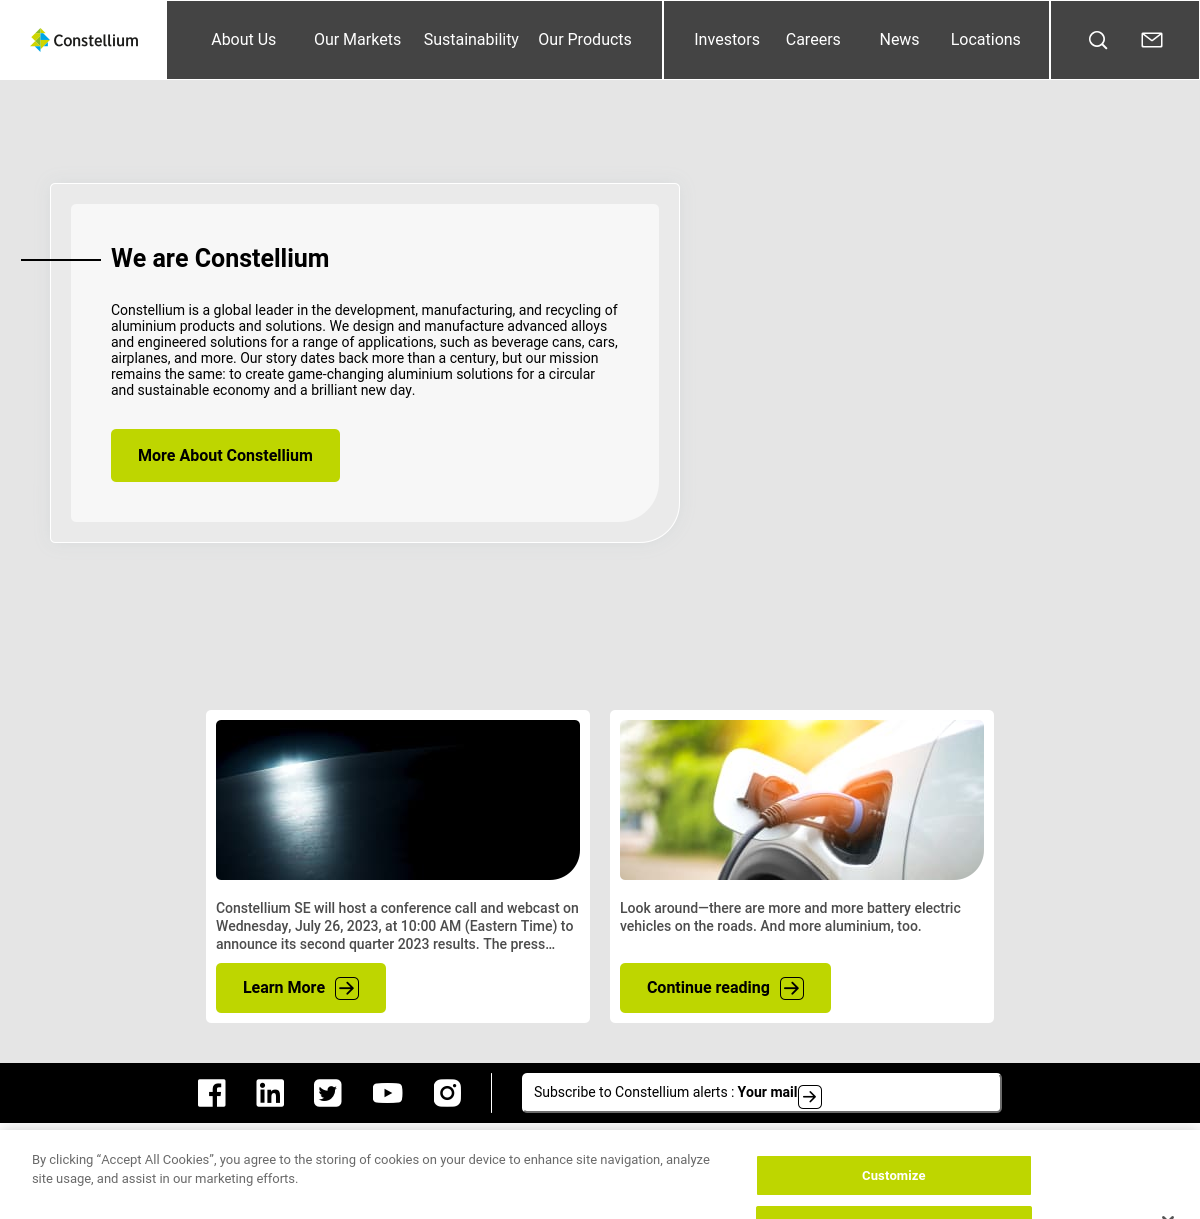 Constellium
About Us
Our Markets
Sustainability
Our Products
Investors
Careers
News
Locations
We are Constellium
Constellium is a global leader in the development, manufacturing, and recycling of
aluminium products and solutions. We design and manufacture advanced alloys
and engineered solutions for a range of applications, such as beverage cans, cars,
airplanes, and more. Our story dates back more than a century, but our mission
remains the same: to create game-changing aluminium solutions for a circular
and sustainable economy and a brilliant new day.
More About Constellium
Constellium SE will host a conference call and webcast on
Wednesday, July 26, 2023, at 10:00 AM (Eastern Time) to
announce its second quarter 2023 results. The press…
Learn More
Look around—there are more and more battery electric
vehicles on the roads. And more aluminium, too.
Continue reading
Subscribe to Constellium alerts : Your mail
By clicking “Accept All Cookies”, you agree to the storing of cookies on your device to enhance site navigation, analyze
site usage, and assist in our marketing efforts.
Customize